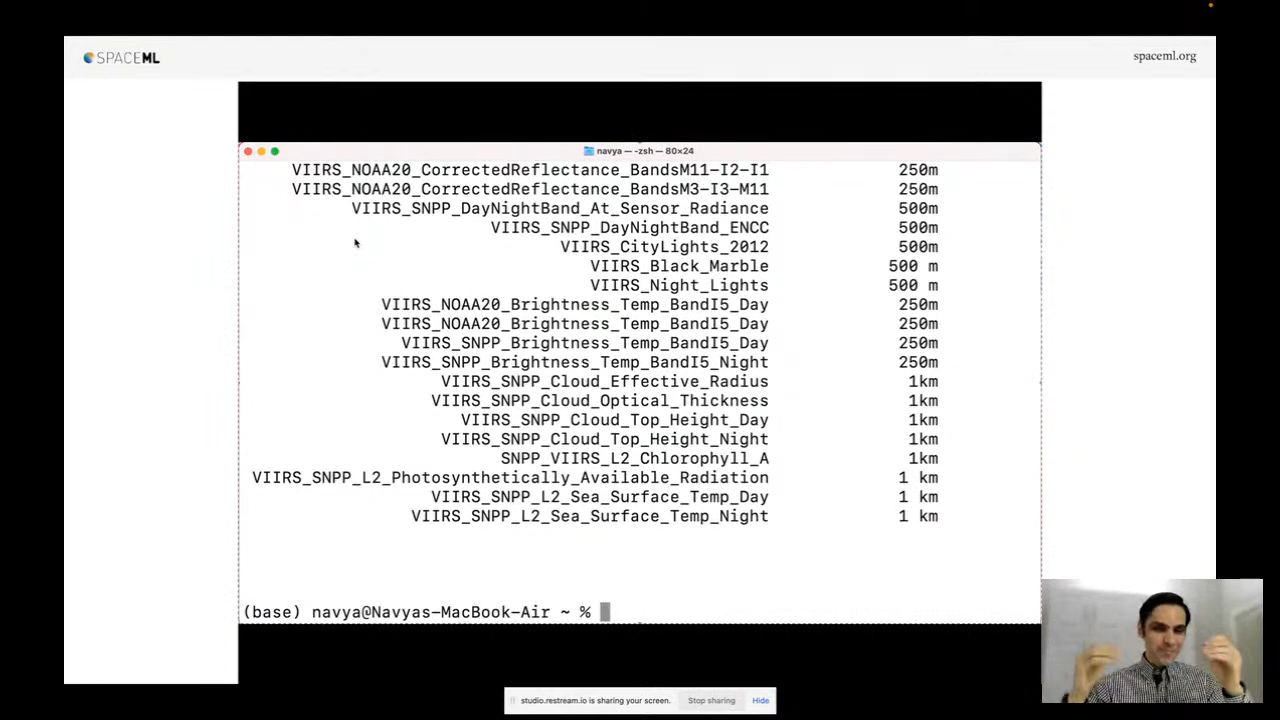 SPACEML
spaceml.org
navya — -zsh — 80×24
VIIRS_NOAA20_CorrectedReflectance_BandsM11-I2-I1 250m
VIIRS_NOAA20_CorrectedReflectance_BandsM3-I3-M11 250m
VIIRS_SNPP_DayNightBand_At_Sensor_Radiance 500m
VIIRS_SNPP_DayNightBand_ENCC 500m
VIIRS_CityLights_2012 500m
VIIRS_Black_Marble 500 m
VIIRS_Night_Lights 500 m
VIIRS_NOAA20_Brightness_Temp_BandI5_Day 250m
VIIRS_NOAA20_Brightness_Temp_BandI5_Day 250m
VIIRS_SNPP_Brightness_Temp_BandI5_Day 250m
VIIRS_SNPP_Brightness_Temp_BandI5_Night 250m
VIIRS_SNPP_Cloud_Effective_Radius 1km
VIIRS_SNPP_Cloud_Optical_Thickness 1km
VIIRS_SNPP_Cloud_Top_Height_Day 1km
VIIRS_SNPP_Cloud_Top_Height_Night 1km
SNPP_VIIRS_L2_Chlorophyll_A 1km
VIIRS_SNPP_L2_Photosynthetically_Available_Radiation 1 km
VIIRS_SNPP_L2_Sea_Surface_Temp_Day 1 km
VIIRS_SNPP_L2_Sea_Surface_Temp_Night 1 km
(base) navya@Navyas-MacBook-Air ~ %
studio.restream.io is sharing your screen. Stop sharing Hide